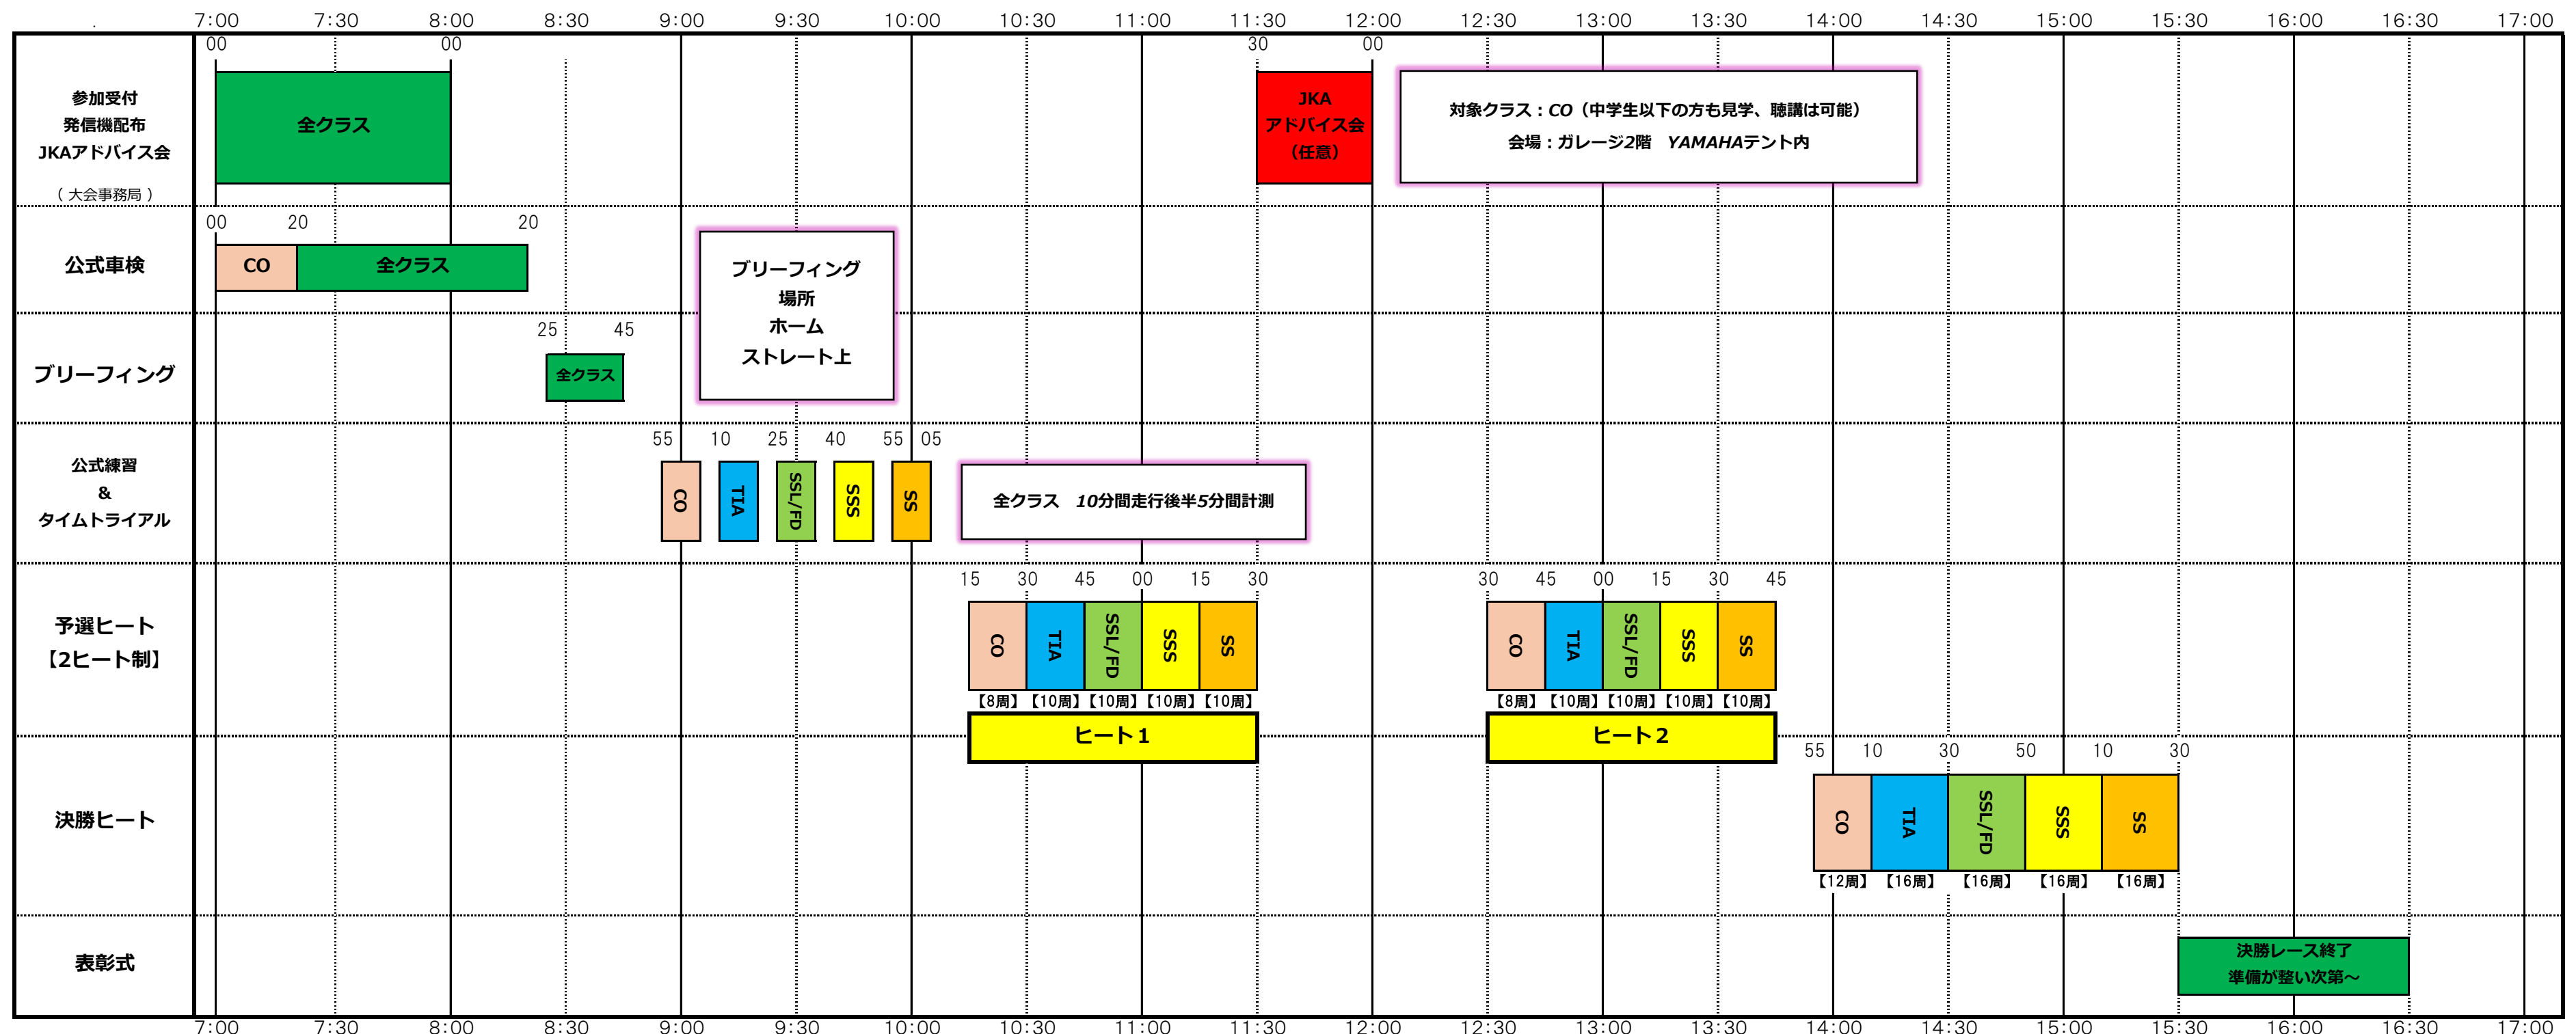 . 7:00 7:30 8:00 8:30 9:00 9:30 10:00 10:30 11:00 11:30 12:00 12:30 13:00 13:30 14:00 14:30 15:00 15:30 16:00 16:30 17:00
00 00 30 00
参加受付
発信機配布
JKAアドバイス会
（ 大会事務局 ）
全クラス
JKA
アドバイス会
（任意）
対象クラス：CO（中学生以下の方も見学、聴講は可能）
会場：ガレージ2階　YAMAHAテント内
00 20 20
公式車検
CO 全クラス
ブリーフィング
場所
ホーム
ストレート上
25 45
ブリーフィング
全クラス
55 10 25 40 55 05
公式練習
&
タイムトライアル
CO TIA SSL/FD SSS SS
全クラス　10分間走行後半5分間計測
15 30 45 00 15 30 30 45 00 15 30 45
予選ヒート
【2ヒート制】
CO TIA SSL/FD SSS SS CO TIA SSL/FD SSS SS
【8周】 【10周】 【10周】 【10周】 【10周】 【8周】 【10周】 【10周】 【10周】 【10周】
ヒート１ ヒート２
55 10 30 50 10 30
決勝ヒート
CO TIA SSL/FD SSS SS
【12周】 【16周】 【16周】 【16周】 【16周】
表彰式
決勝レース終了
準備が整い次第～
7:00 7:30 8:00 8:30 9:00 9:30 10:00 10:30 11:00 11:30 12:00 12:30 13:00 13:30 14:00 14:30 15:00 15:30 16:00 16:30 17:00